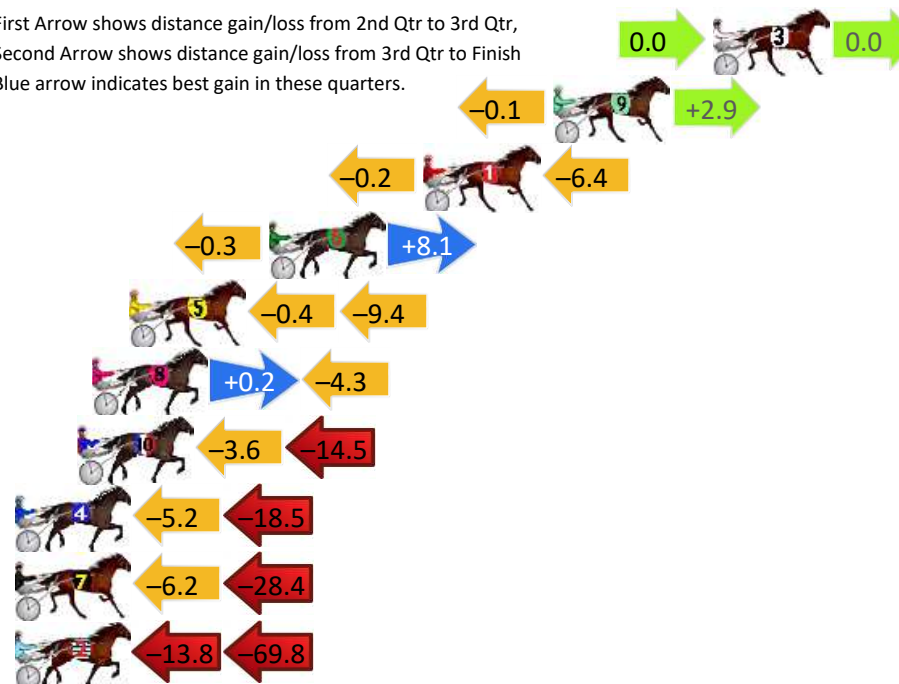 First Arrow shows distance gain/loss from 2nd Qtr to 3rd Qtr,
Second Arrow shows distance gain/loss from 3rd Qtr to Finish
Blue arrow indicates best gain in these quarters.
0.0 3 0.0
–0.1 9 +2.9
–0.2 1 –6.4
–0.3 6 +8.1
5 –0.4 –9.4
8 +0.2 –4.3
10 –3.6 –14.5
4 –5.2 –18.5
7 –6.2 –28.4
2 –13.8 –69.8